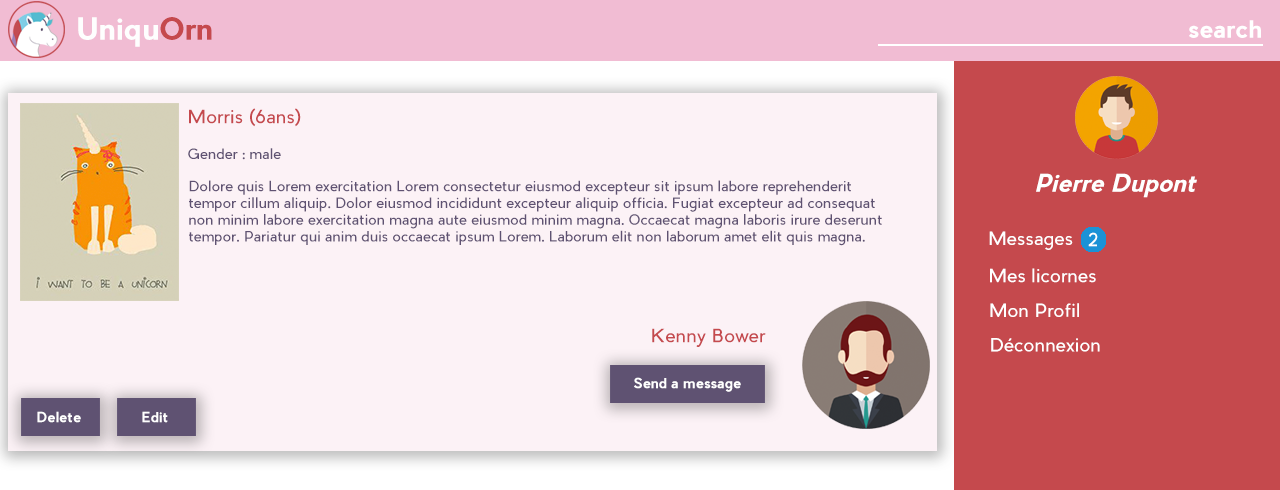 UniquOrn
search
Morris (6ans)
Gender : male
Dolore quis Lorem exercitation Lorem consectetur eiusmod excepteur sit ipsum labore reprehenderit
tempor cillum aliquip. Dolor eiusmod incididunt excepteur aliquip officia. Fugiat excepteur ad consequat
non minim labore exercitation magna aute eiusmod minim magna. Occaecat magna laboris irure deserunt
tempor. Pariatur qui anim duis occaecat ipsum Lorem. Laborum elit non laborum amet elit quis magna.
I WANT TO BE A UNICORN
Kenny Bower
Send a message
Delete
Edit
Pierre Dupont
Messages 2
Mes licornes
Mon Profil
Déconnexion